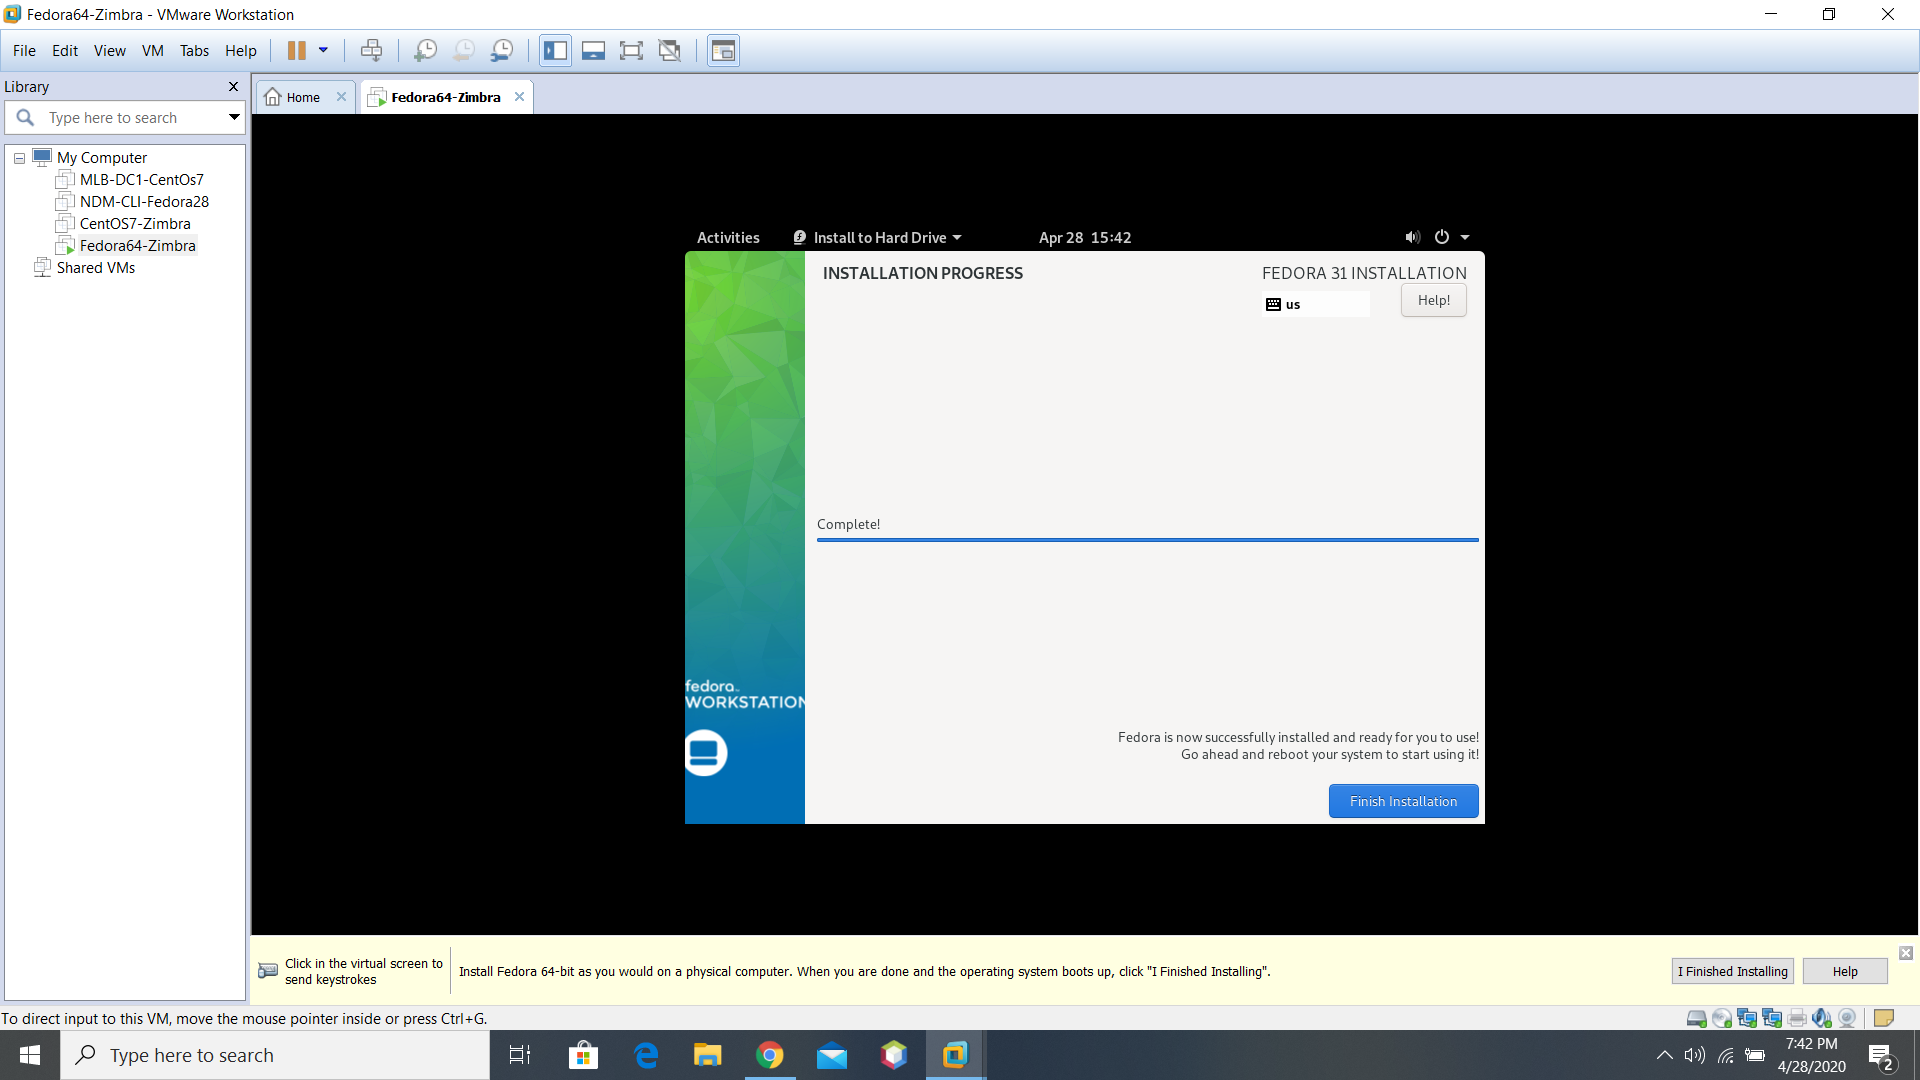 Fedora64-Zimbra - VMware Workstation
File Edit View VM Tabs Help
Library
Type here to search
My Computer
MLB-DC1-CentOs7
NDM-CLI-Fedora28
CentOS7-Zimbra
Fedora64-Zimbra
Shared VMs
Home
Fedora64-Zimbra
Activities
Install to Hard Drive
Apr 28 15:42
INSTALLATION PROGRESS
FEDORA 31 INSTALLATION
us
Help!
Complete!
fedora
WORKSTATION
Fedora is now successfully installed and ready for you to use!
Go ahead and reboot your system to start using it!
Finish Installation
Click in the virtual screen to
send keystrokes
Install Fedora 64-bit as you would on a physical computer. When you are done and the operating system boots up, click "I Finished Installing".
I Finished Installing
Help
To direct input to this VM, move the mouse pointer inside or press Ctrl+G.
Type here to search
7:42 PM
4/28/2020
2